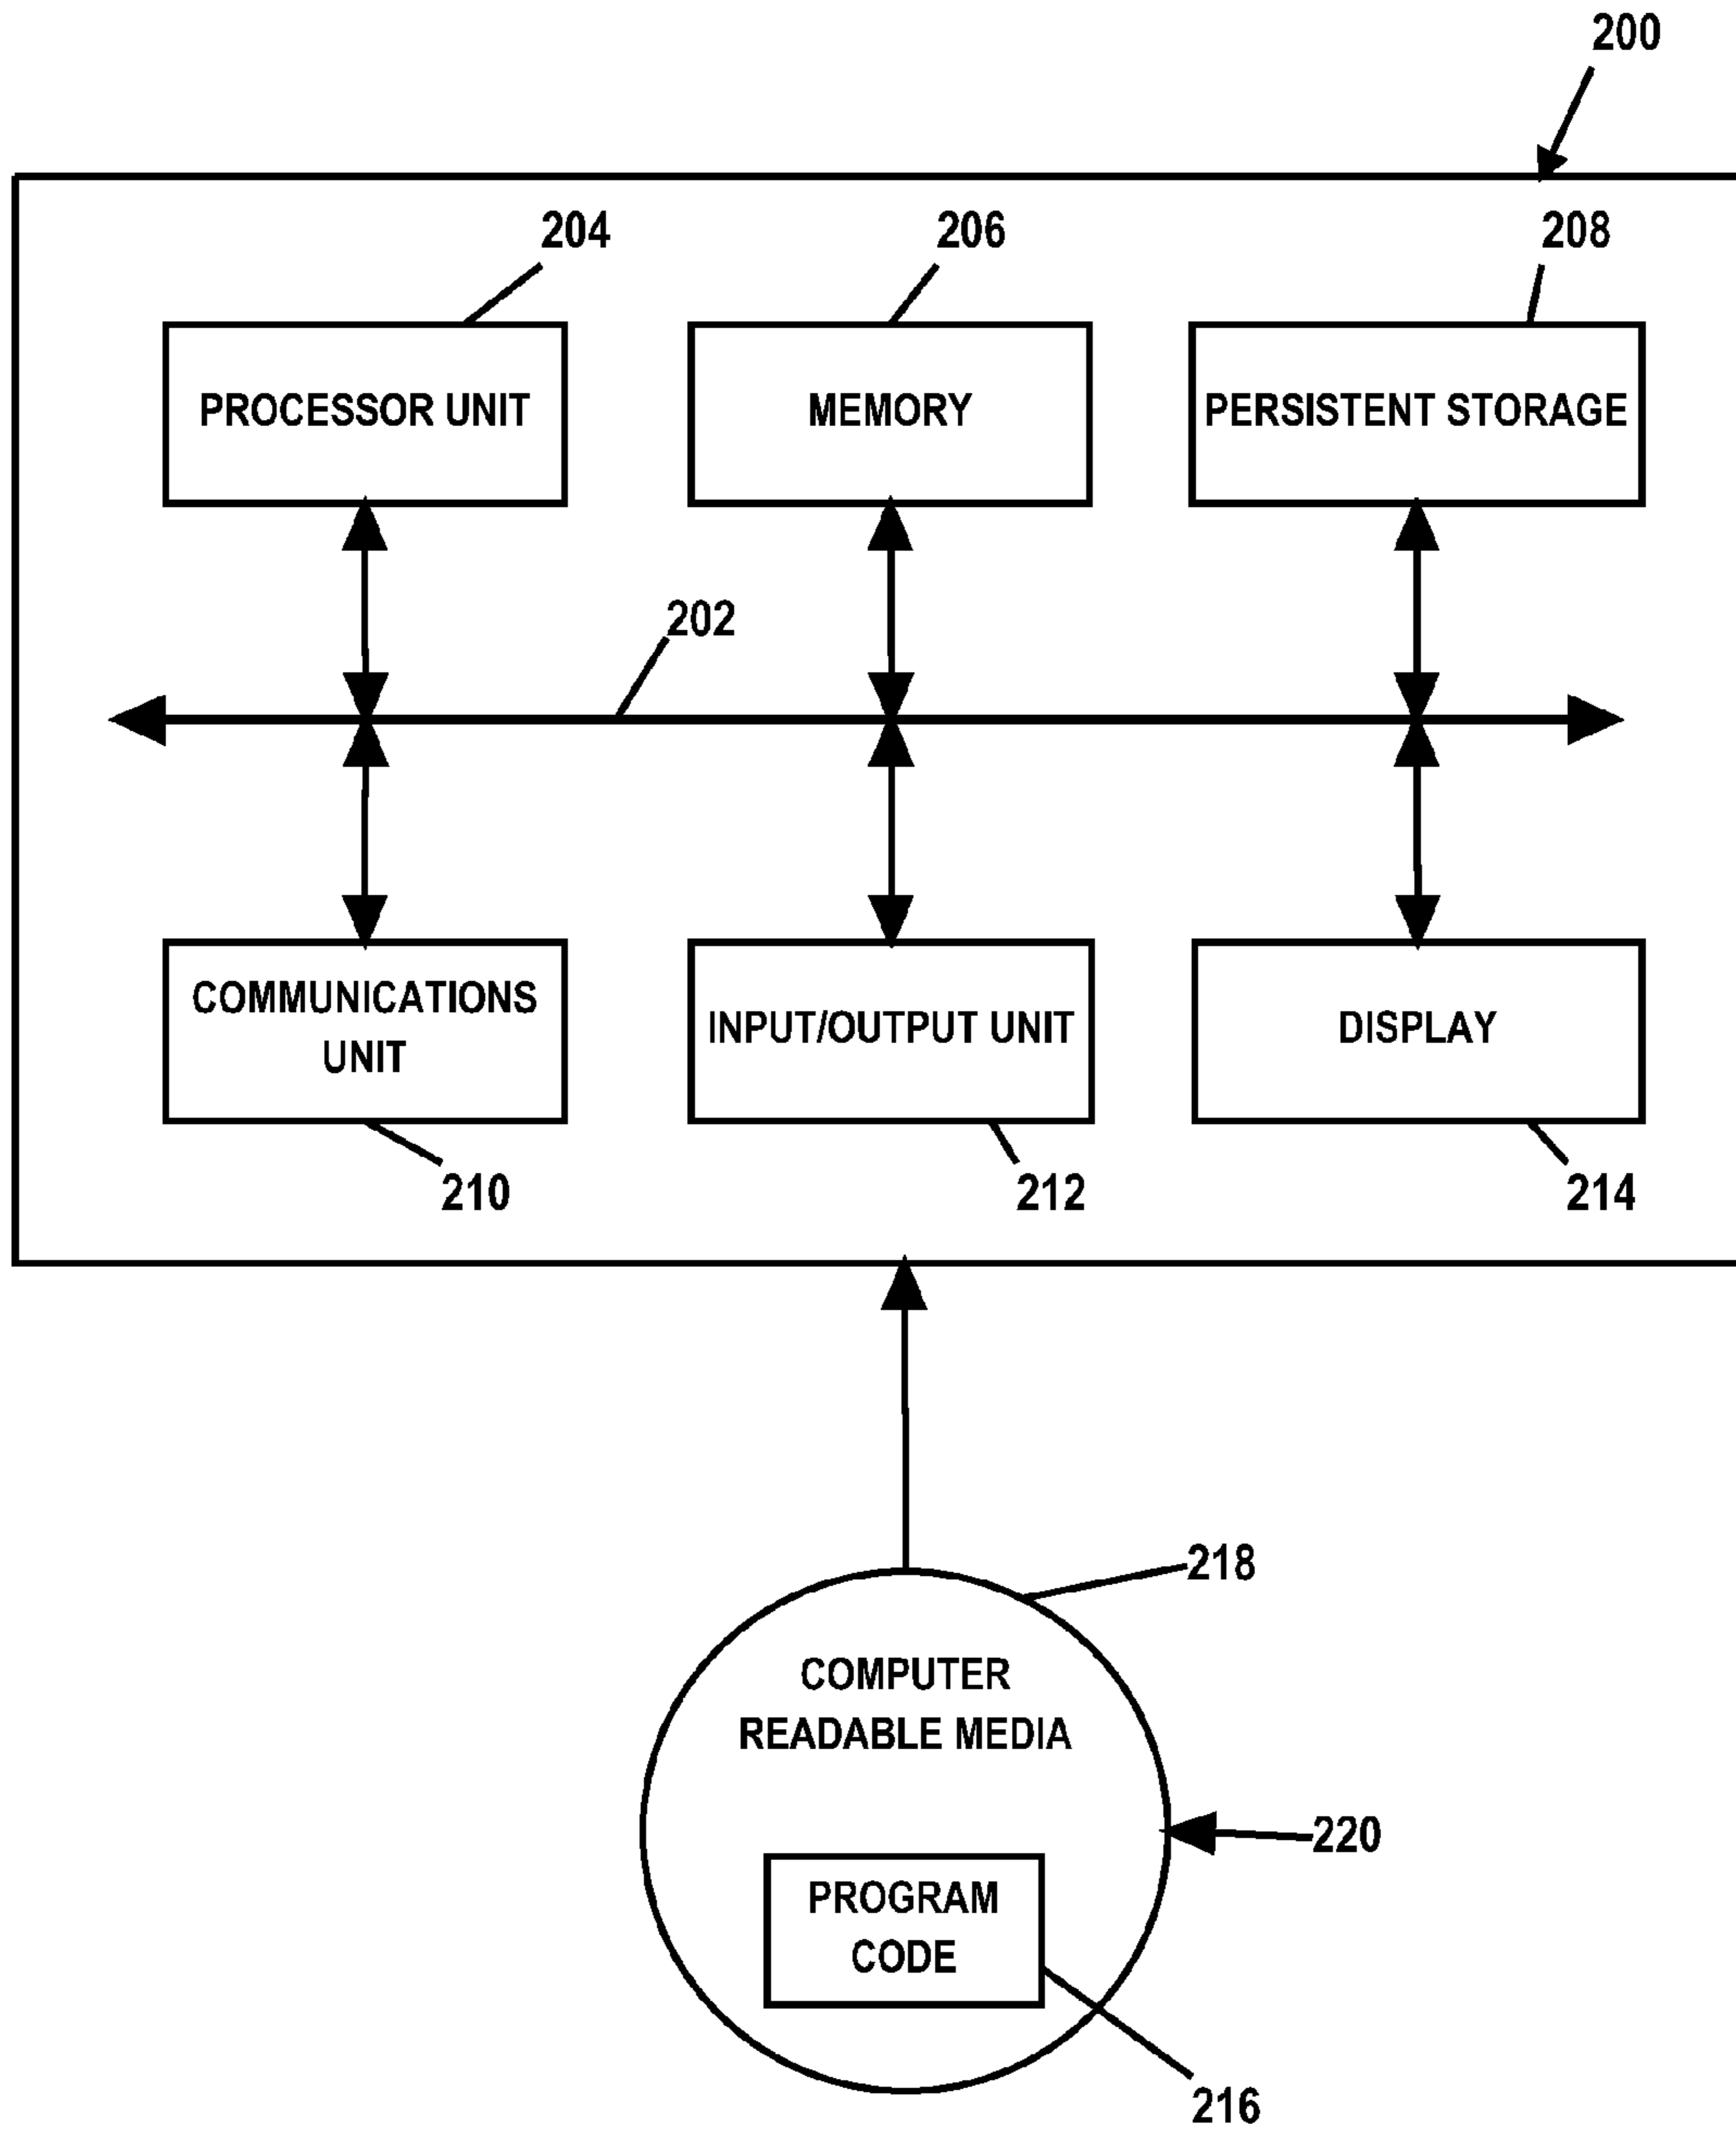 200
204
206
208
PROCESSOR UNIT
MEMORY
PERSISTENT STORAGE
202
COMMUNICATIONS
UNIT
INPUT/OUTPUT UNIT
DISPLAY
210
212
214
218
COMPUTER
READABLE MEDIA
220
PROGRAM
CODE
216